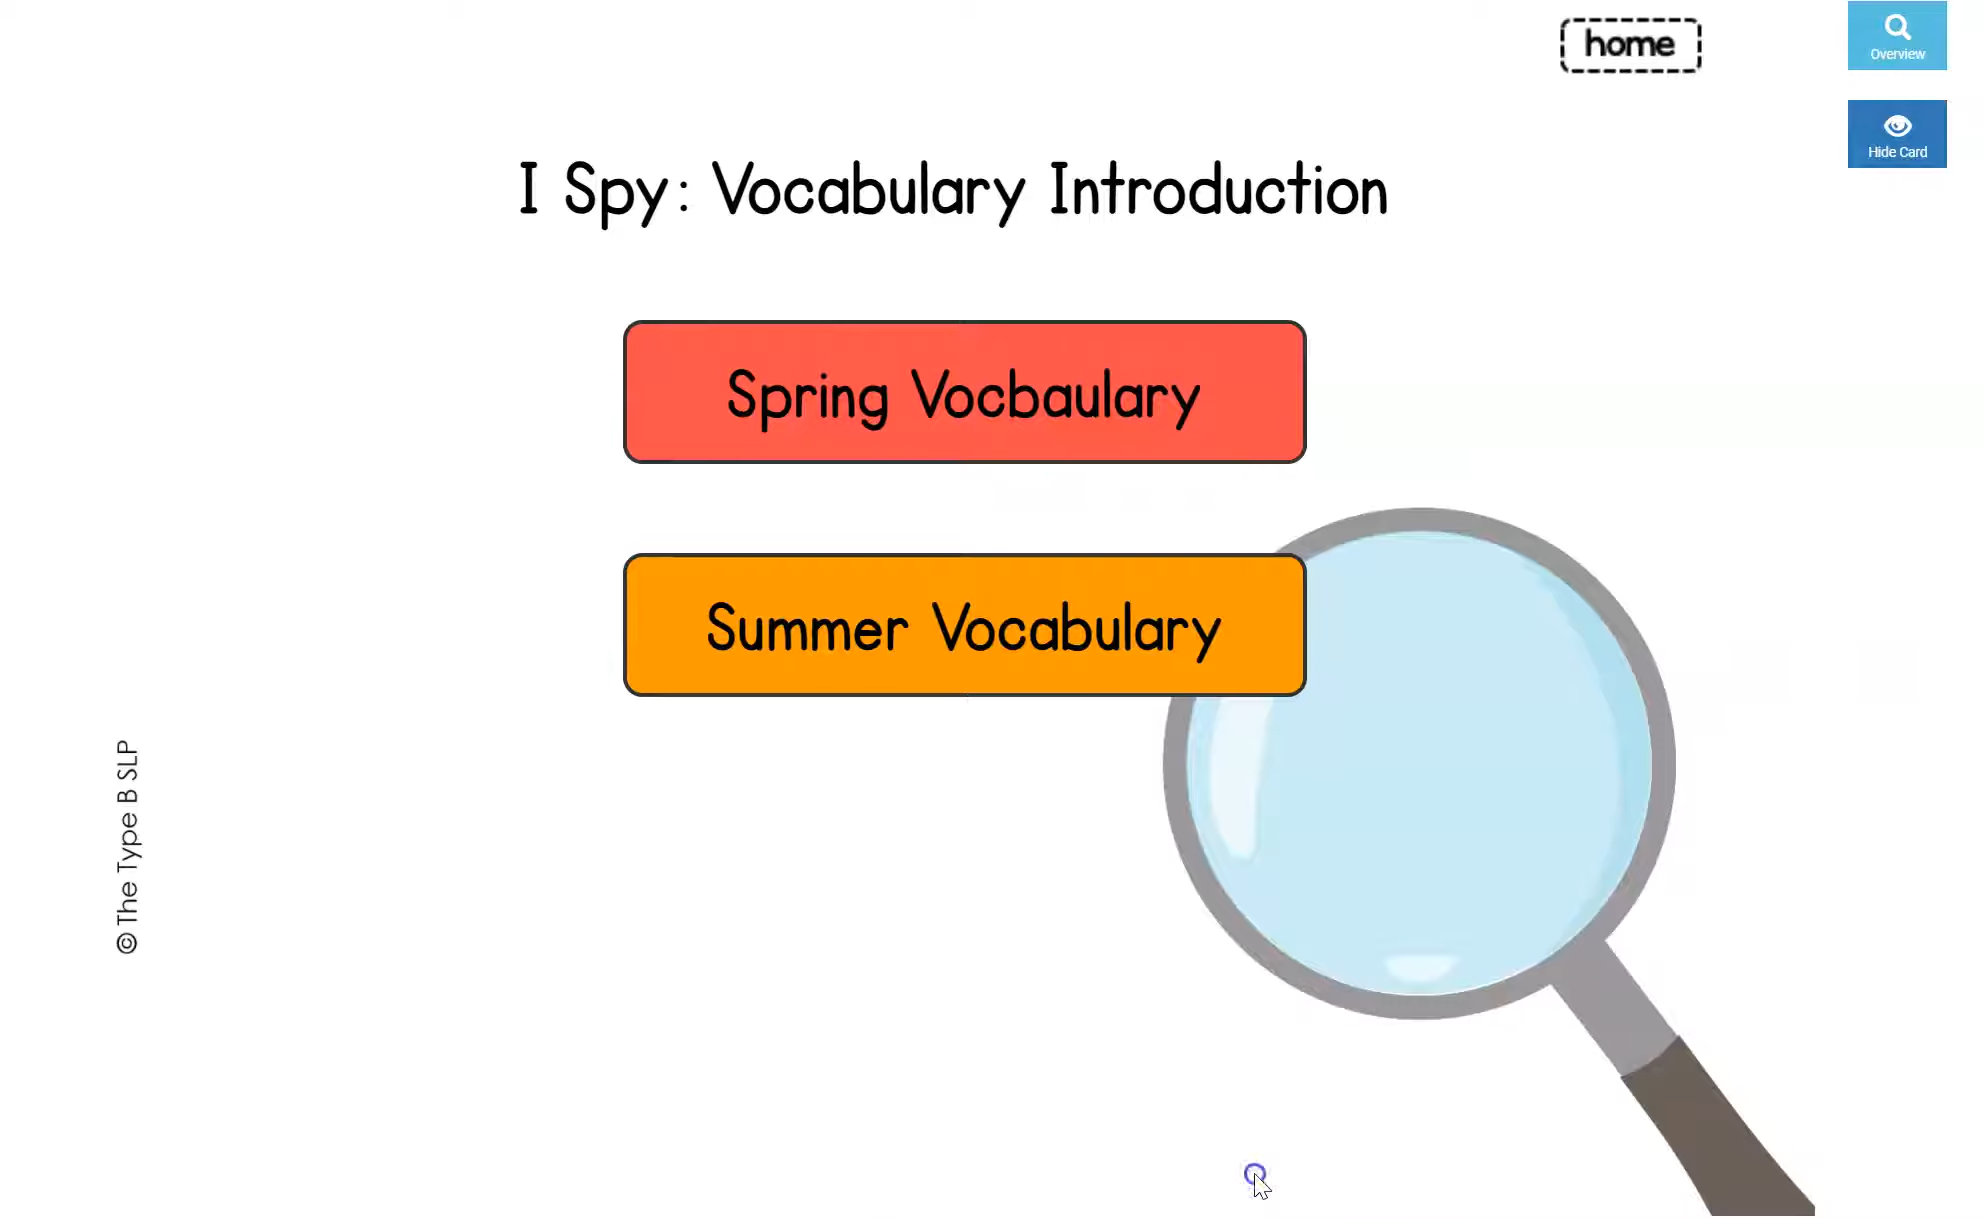 home
Overview
Hide Card
I Spy: Vocabulary Introduction
Spring Vocbaulary
Summer Vocabulary
© The Type B SLP